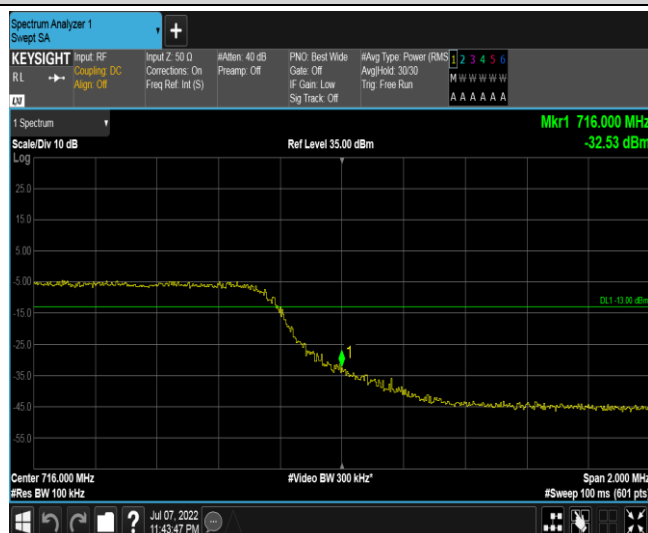 Spectrum Analyzer 1
Swept SA
+
KEYSIGHT Input: RF Input Z: 50 Ω #Atten: 40 dB PNO: Best Wide #Avg Type: Power (RMS 1 2 3 4 5 6
RL Coupling: DC Corrections: On Preamp: Off Gate: Off Avg|Hold: 30/30 M W W W W W
Align: Off Freq Ref: Int (S) IF Gain: Low Trig: Free Run
Sig Track: Off A A A A A A
LXI
1 Spectrum Mkr1 716.000 MHz
Scale/Div 10 dB Ref Level 35.00 dBm -32.53 dBm
Log
25.0
15.0
5.00
-5.00
DL1 -13.00 dBm
-15.0
-25.0
1
-35.0
-45.0
-55.0
Center 716.000 MHz #Video BW 300 kHz* Span 2.000 MHz
#Res BW 100 kHz #Sweep 100 ms (601 pts)
? Jul 07, 2022
11:43:47 PM